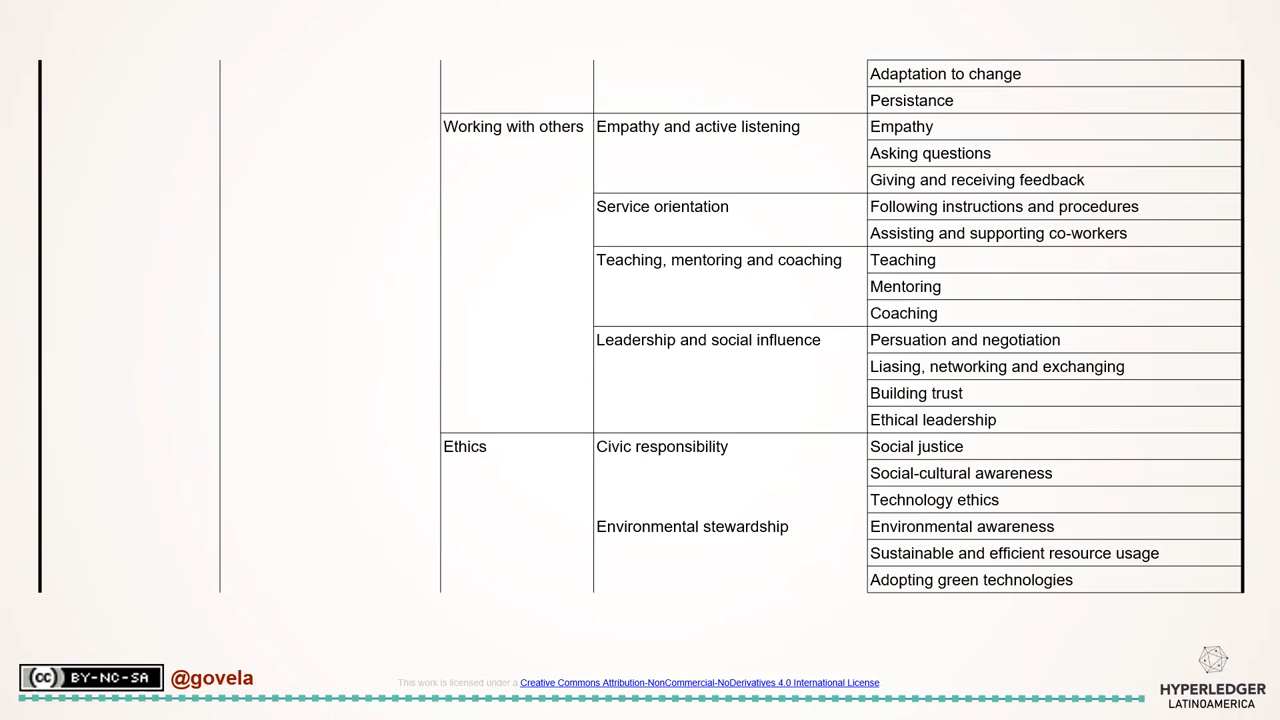 Adaptation to change
Persistance
Working with others Empathy and active listening Empathy
Asking questions
Giving and receiving feedback
Service orientation Following instructions and procedures
Assisting and supporting co-workers
Teaching, mentoring and coaching Teaching
Mentoring
Coaching
Leadership and social influence Persuation and negotiation
Liasing, networking and exchanging
Building trust
Ethical leadership
Ethics Civic responsibility Social justice
Social-cultural awareness
Technology ethics
Environmental stewardship Environmental awareness
Sustainable and efficient resource usage
Adopting green technologies
cc BY-NC-SA @govela
This work is licensed under a Creative Commons Attribution-NonCommercial-NoDerivatives 4.0 International License
HYPERLEDGER
LATINOAMERICA